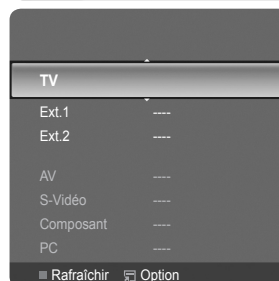 TV
Ext.1 ----
Ext.2 ----
AV ----
S-Vidéo ----
Composant ----
PC ----
Rafraîchir Option